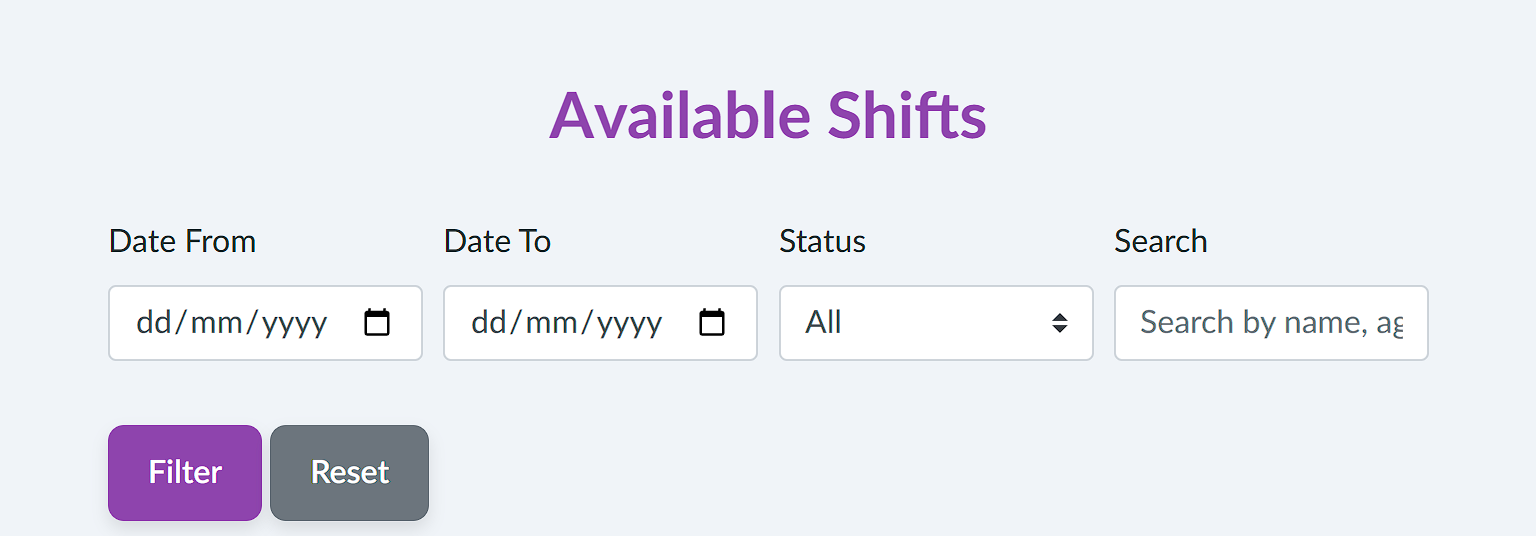 Available Shifts
Date From Date To Status Search
dd/mm/yyyy dd/mm/yyyy All Search by name, ag
Filter Reset